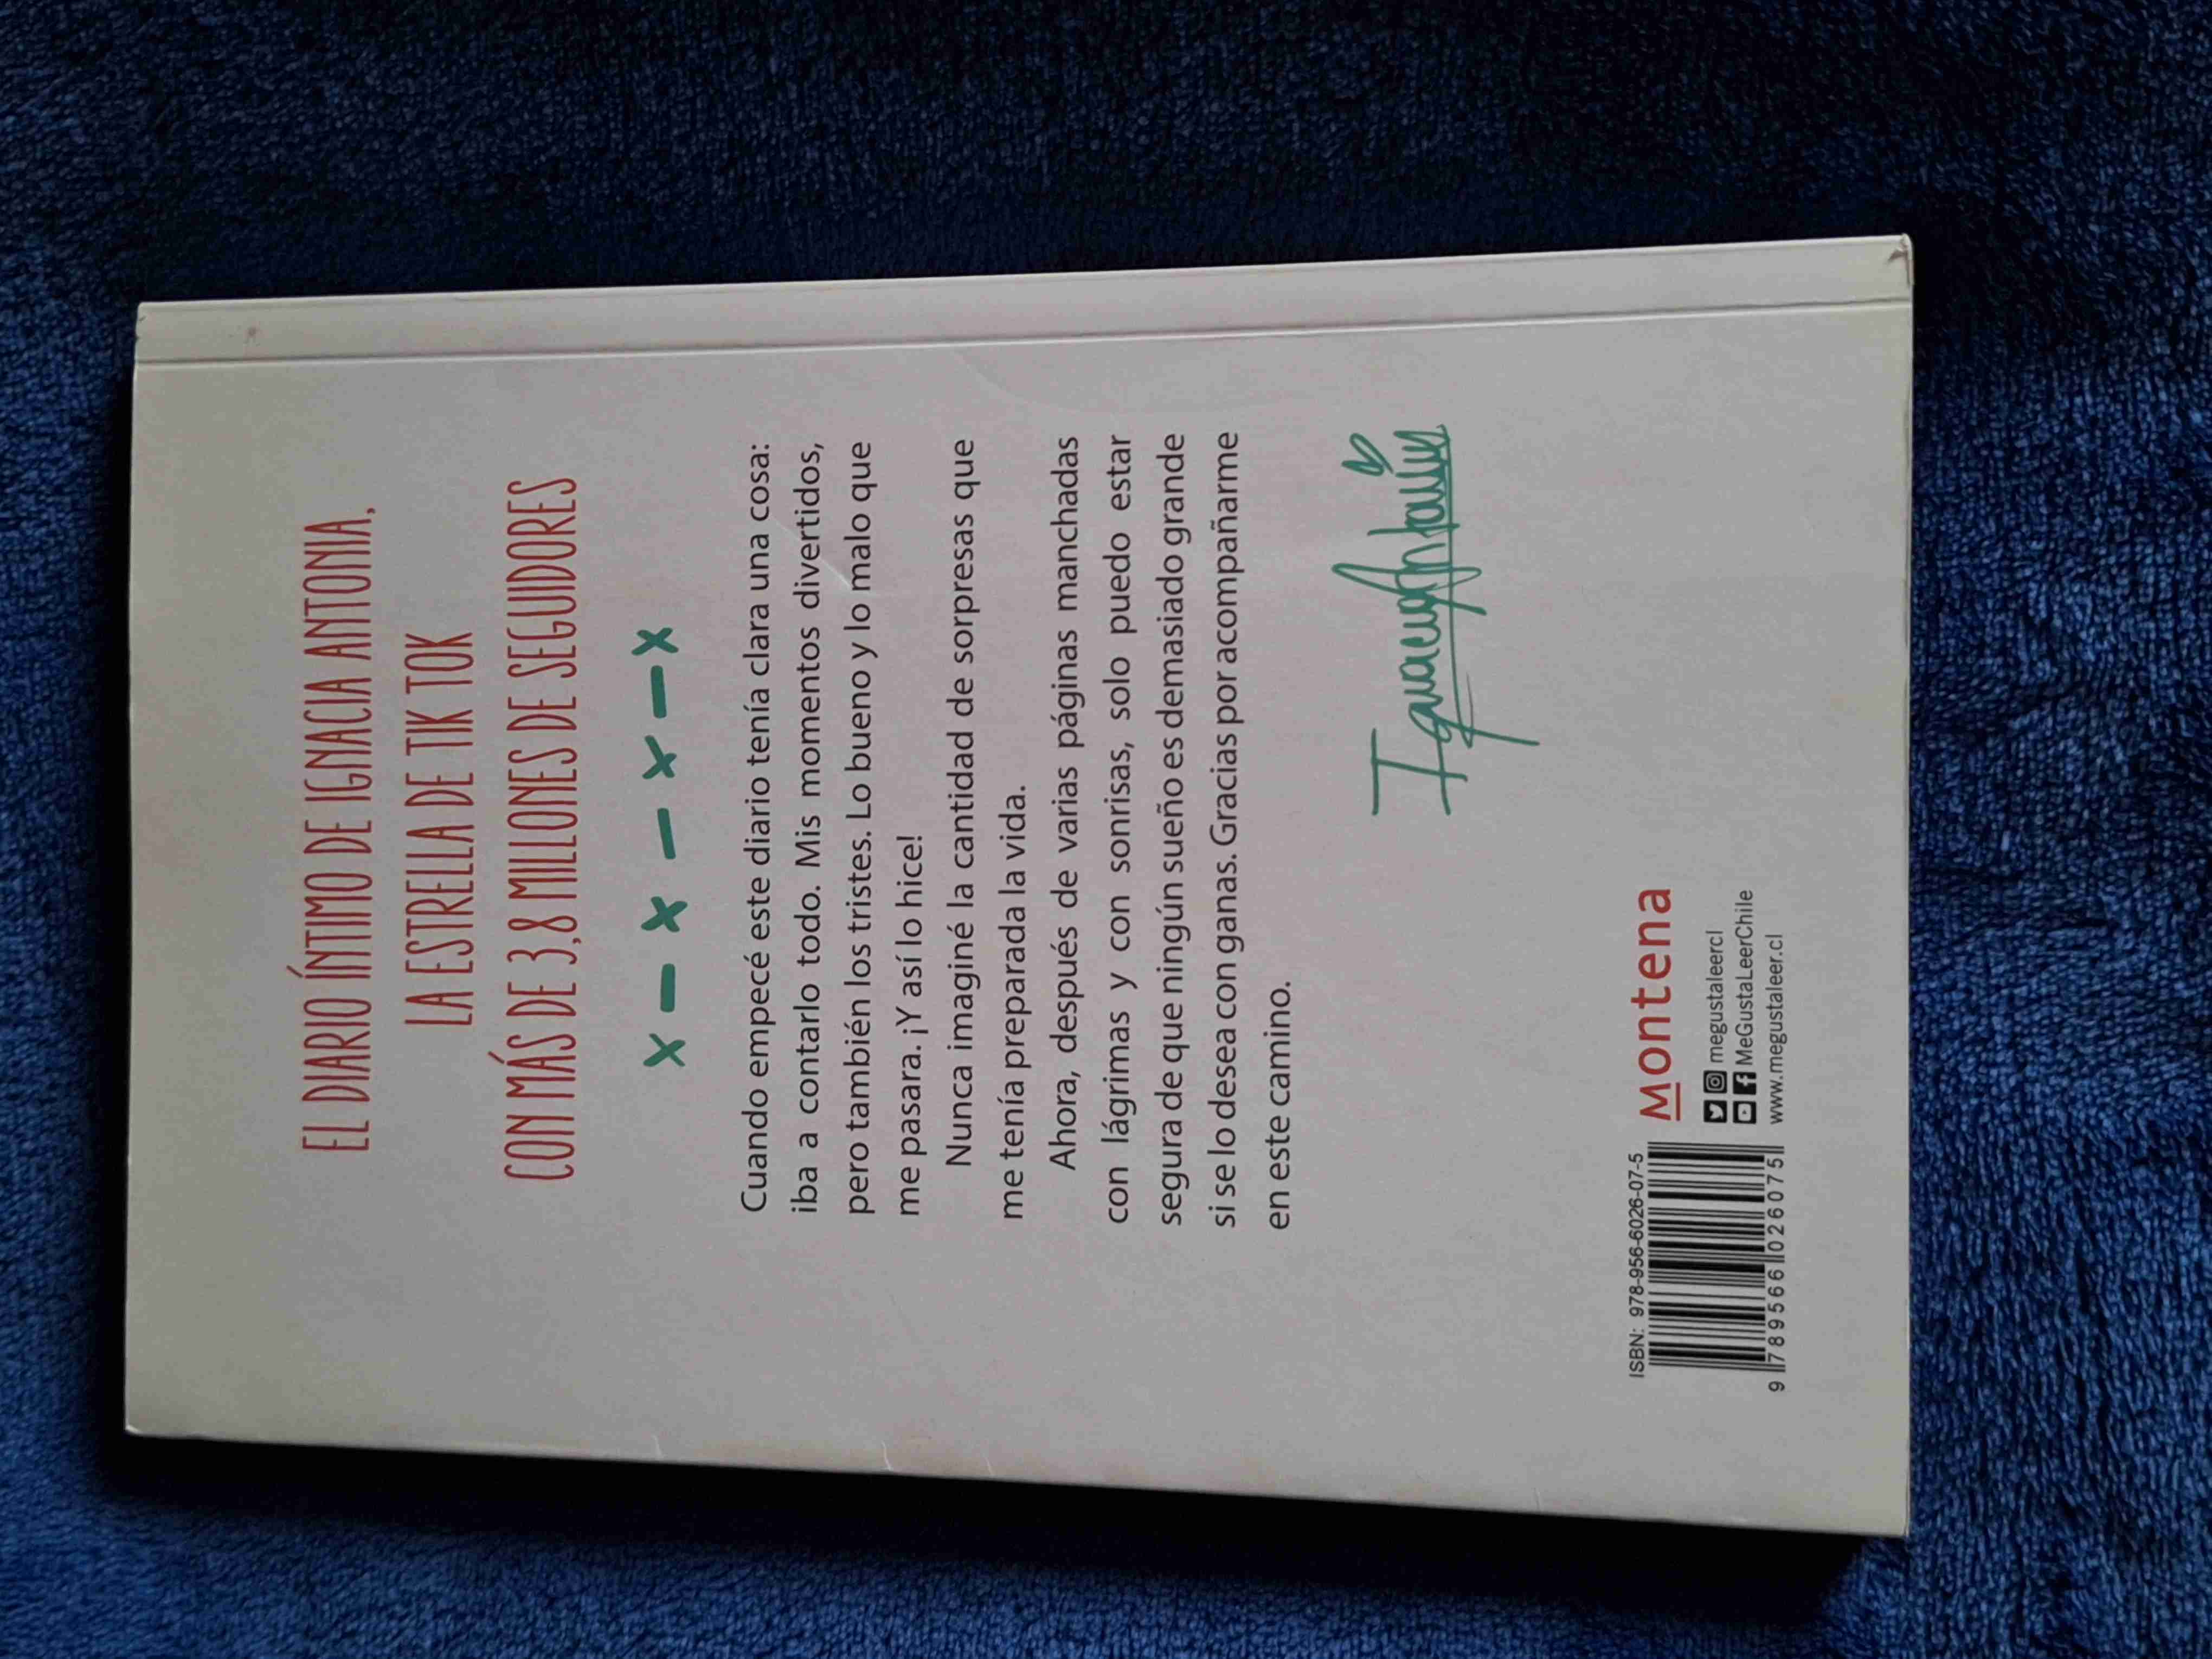 EL DIARIO ÍNTIMO DE IGNACIA ANTONIA,
LA ESTRELLA DE TIK TOK
CON MÁS DE 3,8 MILLONES DE SEGUIDORES
x – x – x – x
Cuando empecé este diario tenía clara una cosa:
iba a contarlo todo. Mis momentos divertidos,
pero también los tristes. Lo bueno y lo malo que
me pasara. ¡Y así lo hice!
Nunca imaginé la cantidad de sorpresas que
me tenía preparada la vida.
Ahora, después de varias páginas manchadas
con lágrimas y con sonrisas, solo puedo estar
segura de que ningún sueño es demasiado grande
si se lo desea con ganas. Gracias por acompañarme
en este camino.
IgnaciaAntonia
ISBN: 978-956-6026-07-5
9 789566 026075
Montena
megustaleercl
MeGustaLeerChile
www.megustaleer.cl